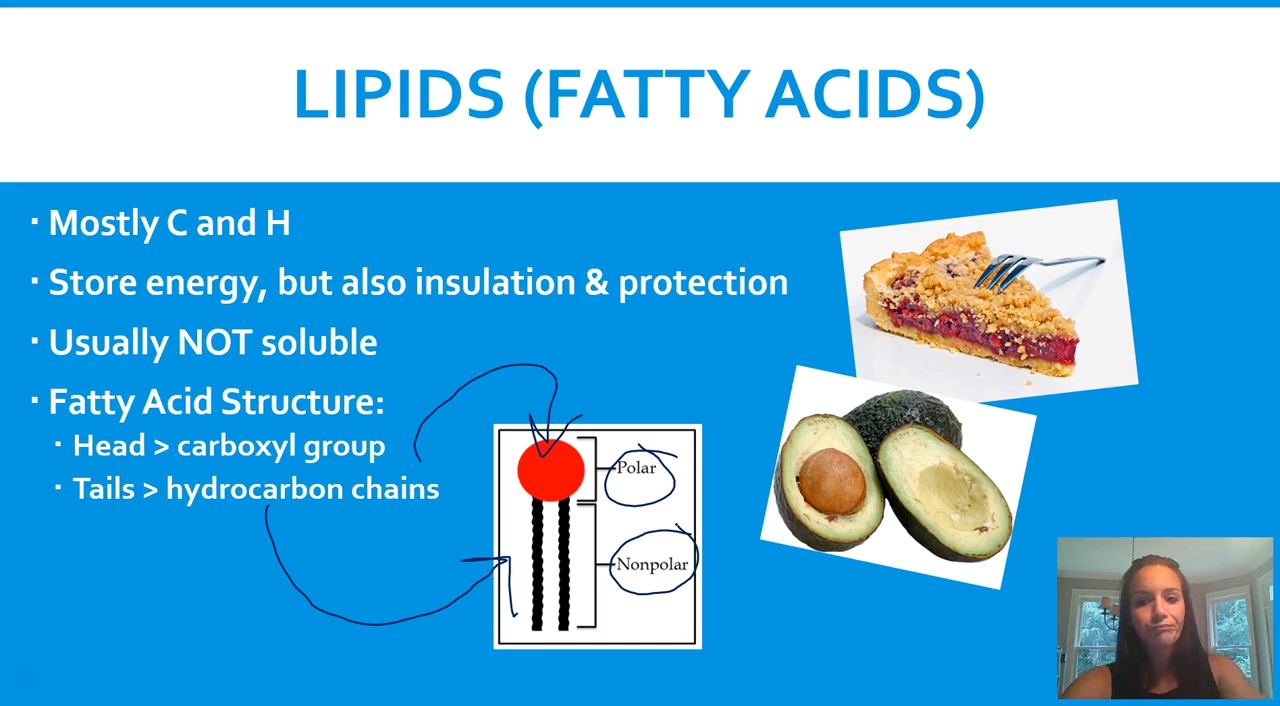 LIPIDS (FATTY ACIDS)
▪ Mostly C and H
▪ Store energy, but also insulation & protection
▪ Usually NOT soluble
▪ Fatty Acid Structure:
▪ Head > carboxyl group
▪ Tails > hydrocarbon chains
Polar
Nonpolar